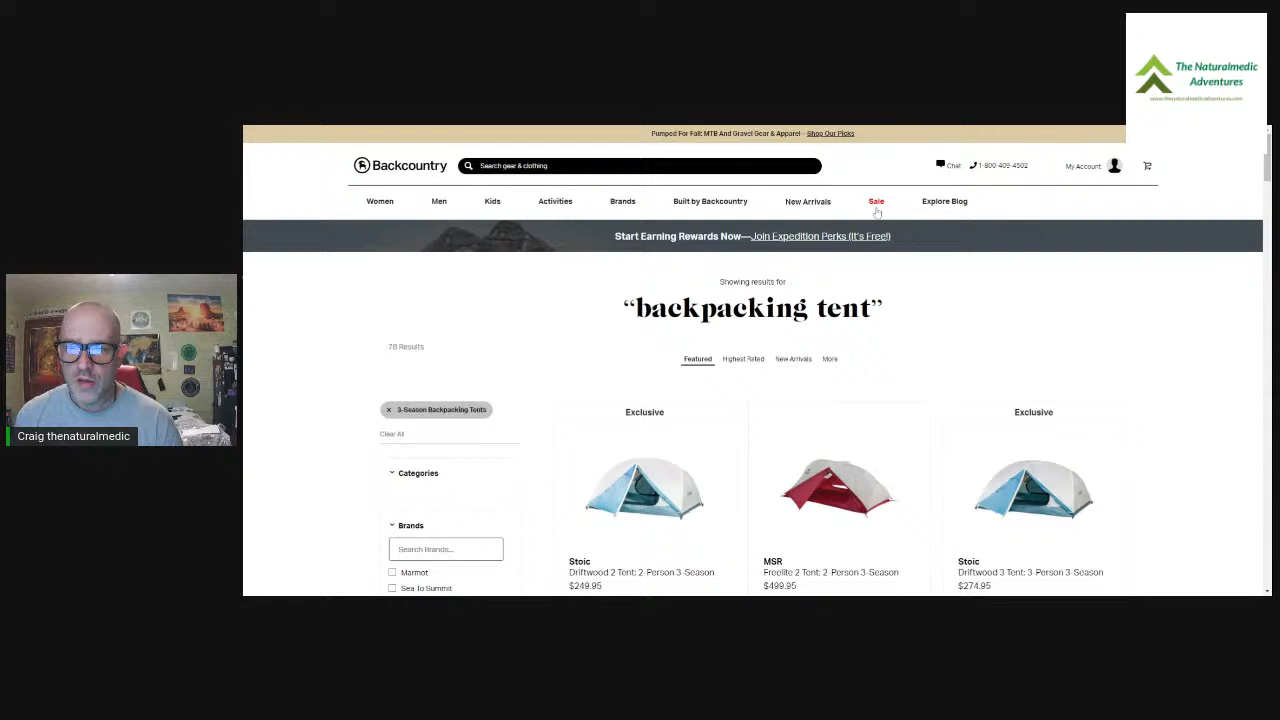 The Naturalmedic
Adventures
www.thenaturalmedicadventures.com
Pumped For Fall: MTB And Gravel Gear & Apparel— Shop Our Picks
Backcountry
Search gear & clothing
Chat
1-800-409-4502
My Account:
Women
Men
Kids
Activities
Brands
Built by Backcountry
New Arrivals
Sale
Explore Blog
Start Earning Rewards Now—Join Expedition Perks (It's Free!)
Showing results for
“backpacking tent”
78 Results
Featured
Highest Rated
New Arrivals
More
3-Season Backpacking Tents
Clear All
Categories
Brands
Search Brands...
Marmot
Sea To Summit
Exclusive
Stoic
Driftwood 2 Tent: 2-Person 3-Season
$249.95
MSR
Freelite 2 Tent: 2-Person 3-Season
$499.95
Exclusive
Stoic
Driftwood 3 Tent: 3-Person 3-Season
$274.95
Craig thenaturalmedic